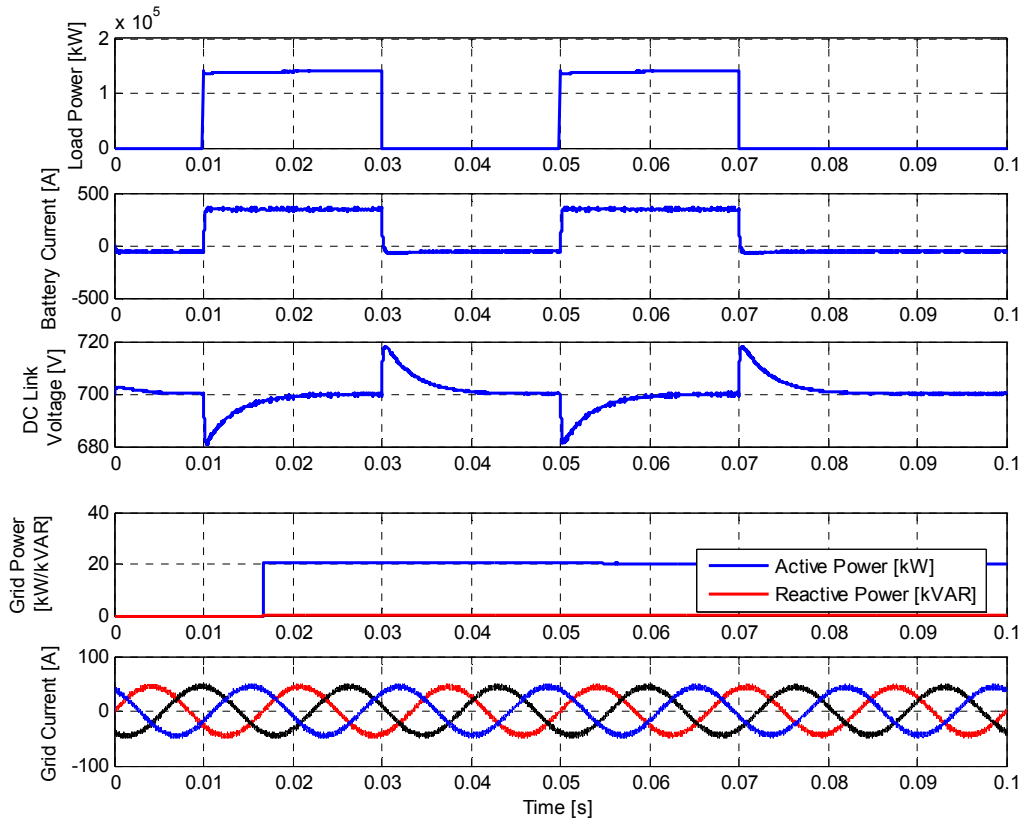 x 10⁵
Load Power [kW]
2
1
0
0 0.01 0.02 0.03 0.04 0.05 0.06 0.07 0.08 0.09 0.1
Battery Current [A]
500
0
-500
0 0.01 0.02 0.03 0.04 0.05 0.06 0.07 0.08 0.09 0.1
DC Link
Voltage [V]
720
700
680
0 0.01 0.02 0.03 0.04 0.05 0.06 0.07 0.08 0.09 0.1
Grid Power
[kW/kVAR]
40
20
0
Active Power [kW]
Reactive Power [kVAR]
0 0.01 0.02 0.03 0.04 0.05 0.06 0.07 0.08 0.09 0.1
Grid Current [A]
100
0
-100
0 0.01 0.02 0.03 0.04 0.05 0.06 0.07 0.08 0.09 0.1
Time [s]